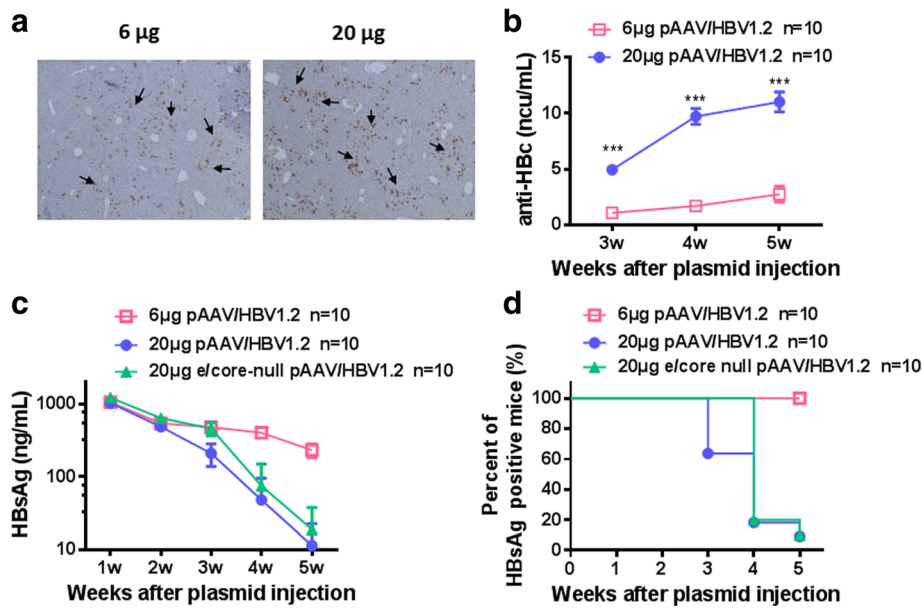 a
6 µg
20 µg
b
6µg pAAV/HBV1.2 n=10
20µg pAAV/HBV1.2 n=10
anti-HBc (ncu/mL)
15
10
5
0
***
***
***
3w
4w
5w
Weeks after plasmid injection
c
6µg pAAV/HBV1.2 n=10
20µg pAAV/HBV1.2 n=10
20µg e/core-null pAAV/HBV1.2 n=10
HBsAg (ng/mL)
1000
100
10
1w
2w
3w
4w
5w
Weeks after plasmid injection
d
6µg pAAV/HBV1.2 n=10
20µg pAAV/HBV1.2 n=10
20µg e/core null pAAV/HBV1.2 n=10
Percent of
HBsAg positive mice (%)
100
80
60
40
20
0
0
1
2
3
4
5
Weeks after plasmid injection